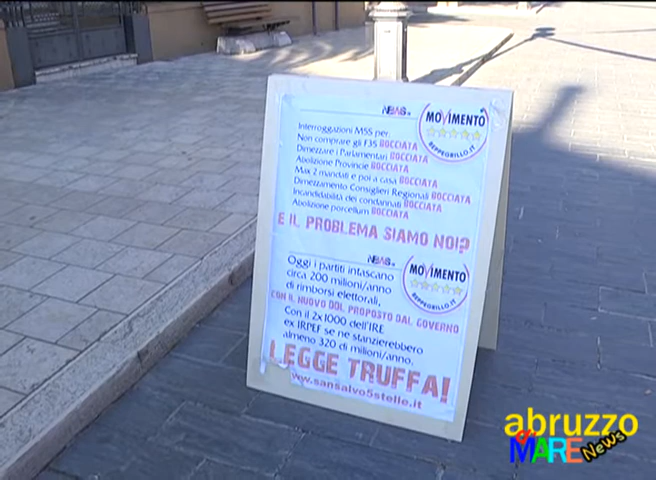 NEWS
MOVIMENTO
BEPPEGRILLO.IT
Interrogazioni M5S per:
Non comprare gli F35 BOCCIATA
Dimezzare i Parlamentari BOCCIATA
Abolizione Provincie BOCCIATA
Max 2 mandati e poi a casa BOCCIATA
Dimezzamento Consiglieri Regionali BOCCIATA
Incandidabilità dei condannati BOCCIATA
Abolizione porcellum BOCCIATA
E IL PROBLEMA SIAMO NOI?
NEWS
MOVIMENTO
BEPPEGRILLO.IT
Oggi i partiti intascano
circa 200 milioni/anno
di rimborsi elettorali,
CON IL NUOVO DDL PROPOSTO DAL GOVERNO
Con il 2x1000 dell'IRE
ex IRPEF se ne stanzierebbero
almeno 320 di milioni/anno,
LEGGE TRUFFA!
www.sansalvo5stelle.it
abruzzo
MARE News